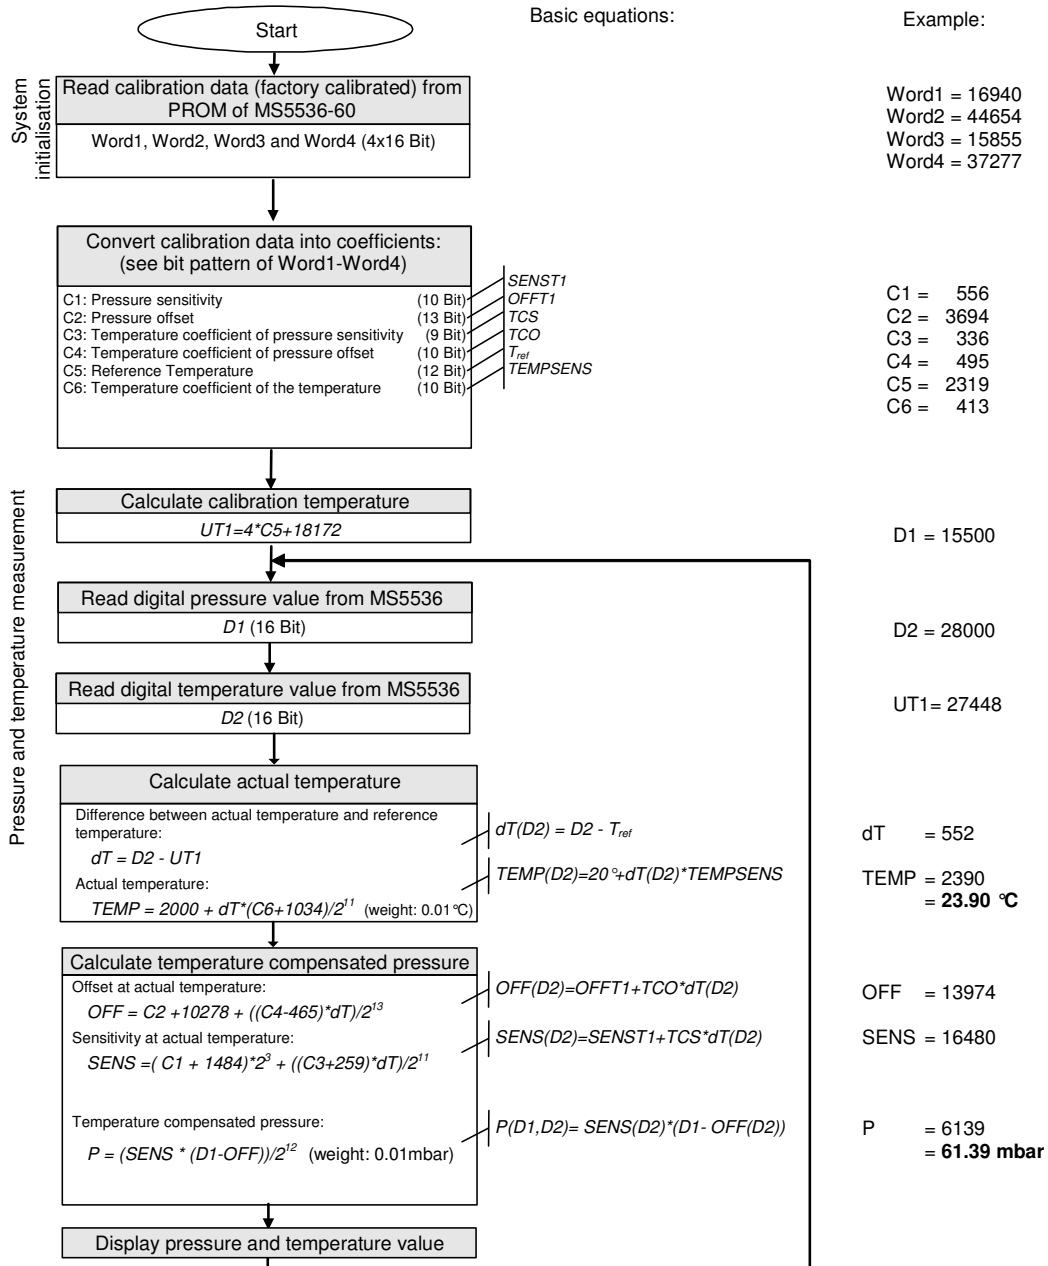 Basic equations:
Example:
Start
System
initialisation
Read calibration data (factory calibrated) from
PROM of MS5536-60
Word1, Word2, Word3 and Word4 (4x16 Bit)
Word1 = 16940
Word2 = 44654
Word3 = 15855
Word4 = 37277
Convert calibration data into coefficients:
(see bit pattern of Word1-Word4)
C1: Pressure sensitivity (10 Bit) SENST1
C2: Pressure offset (13 Bit) OFFT1
C3: Temperature coefficient of pressure sensitivity (9 Bit) TCS
C4: Temperature coefficient of pressure offset (10 Bit) TCO
C5: Reference Temperature (12 Bit) Tref
C6: Temperature coefficient of the temperature (10 Bit) TEMPSENS
C1 = 556
C2 = 3694
C3 = 336
C4 = 495
C5 = 2319
C6 = 413
Pressure and temperature measurement
Calculate calibration temperature
UT1=4*C5+18172
D1 = 15500
Read digital pressure value from MS5536
D1 (16 Bit)
D2 = 28000
Read digital temperature value from MS5536
D2 (16 Bit)
UT1= 27448
Calculate actual temperature
Difference between actual temperature and reference
temperature:
dT = D2 - UT1
dT(D2) = D2 - Tref
dT = 552
Actual temperature:
TEMP = 2000 + dT*(C6+1034)/2¹¹ (weight: 0.01°C)
TEMP(D2)=20°+dT(D2)*TEMPSENS
TEMP = 2390
= 23.90 °C
Calculate temperature compensated pressure
Offset at actual temperature:
OFF = C2 +10278 + ((C4-465)*dT)/2¹³
OFF(D2)=OFFT1+TCO*dT(D2)
OFF = 13974
Sensitivity at actual temperature:
SENS =( C1 + 1484)*2³ + ((C3+259)*dT)/2¹¹
SENS(D2)=SENST1+TCS*dT(D2)
SENS = 16480
Temperature compensated pressure:
P = (SENS * (D1-OFF))/2¹² (weight: 0.01mbar)
P(D1,D2)= SENS(D2)*(D1- OFF(D2))
P = 6139
= 61.39 mbar
Display pressure and temperature value